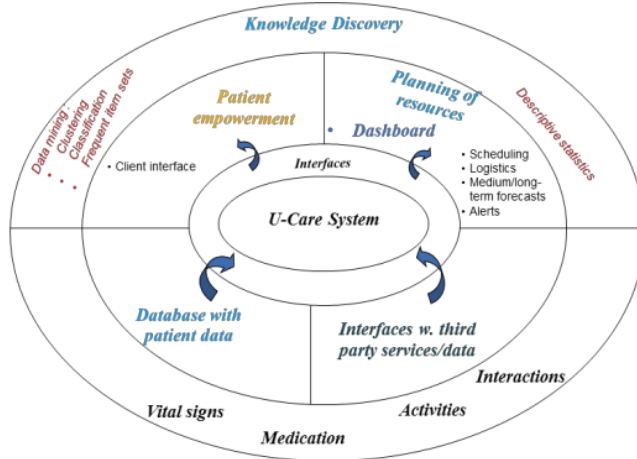 Knowledge Discovery
Data mining:
• Clustering
• Classification
• Frequent item sets
Patient
empowerment
• Client interface
Planning of
resources
• Dashboard
Descriptive statistics
• Scheduling
• Logistics
• Medium/long-
term forecasts
• Alerts
Interfaces
U-Care System
Database with
patient data
Interfaces w. third
party services/data
Interactions
Vital signs
Activities
Medication